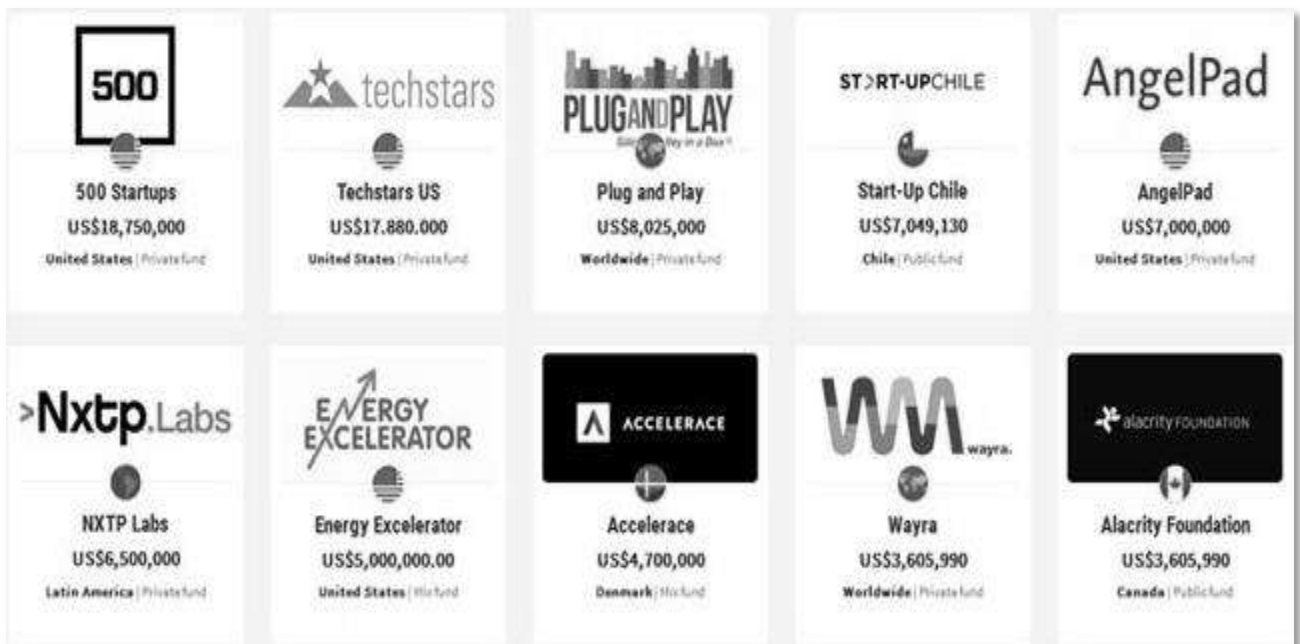 500
techstars
PLUGANDPLAY
ST>RT-UPCHILE
AngelPad
500 Startups
US$18,750,000
United States | Private fund
Techstars US
US$17.880.000
United States | Private fund
Plug and Play
US$8,025,000
Worldwide | Private fund
Start-Up Chile
US$7,049,130
Chile | Public fund
AngelPad
US$7,000,000
United States | Private fund
>Nxtp.Labs
ENERGY
EXCELERATOR
ACCELERACE
wayra.
alacrity FOUNDATION
NXTP Labs
US$6,500,000
Latin America | Private fund
Energy Excelerator
US$5,000,000.00
United States | Mix fund
Accelerace
US$4,700,000
Denmark | Mix fund
Wayra
US$3,605,990
Worldwide | Private fund
Alacrity Foundation
US$3,605,990
Canada | Public fund